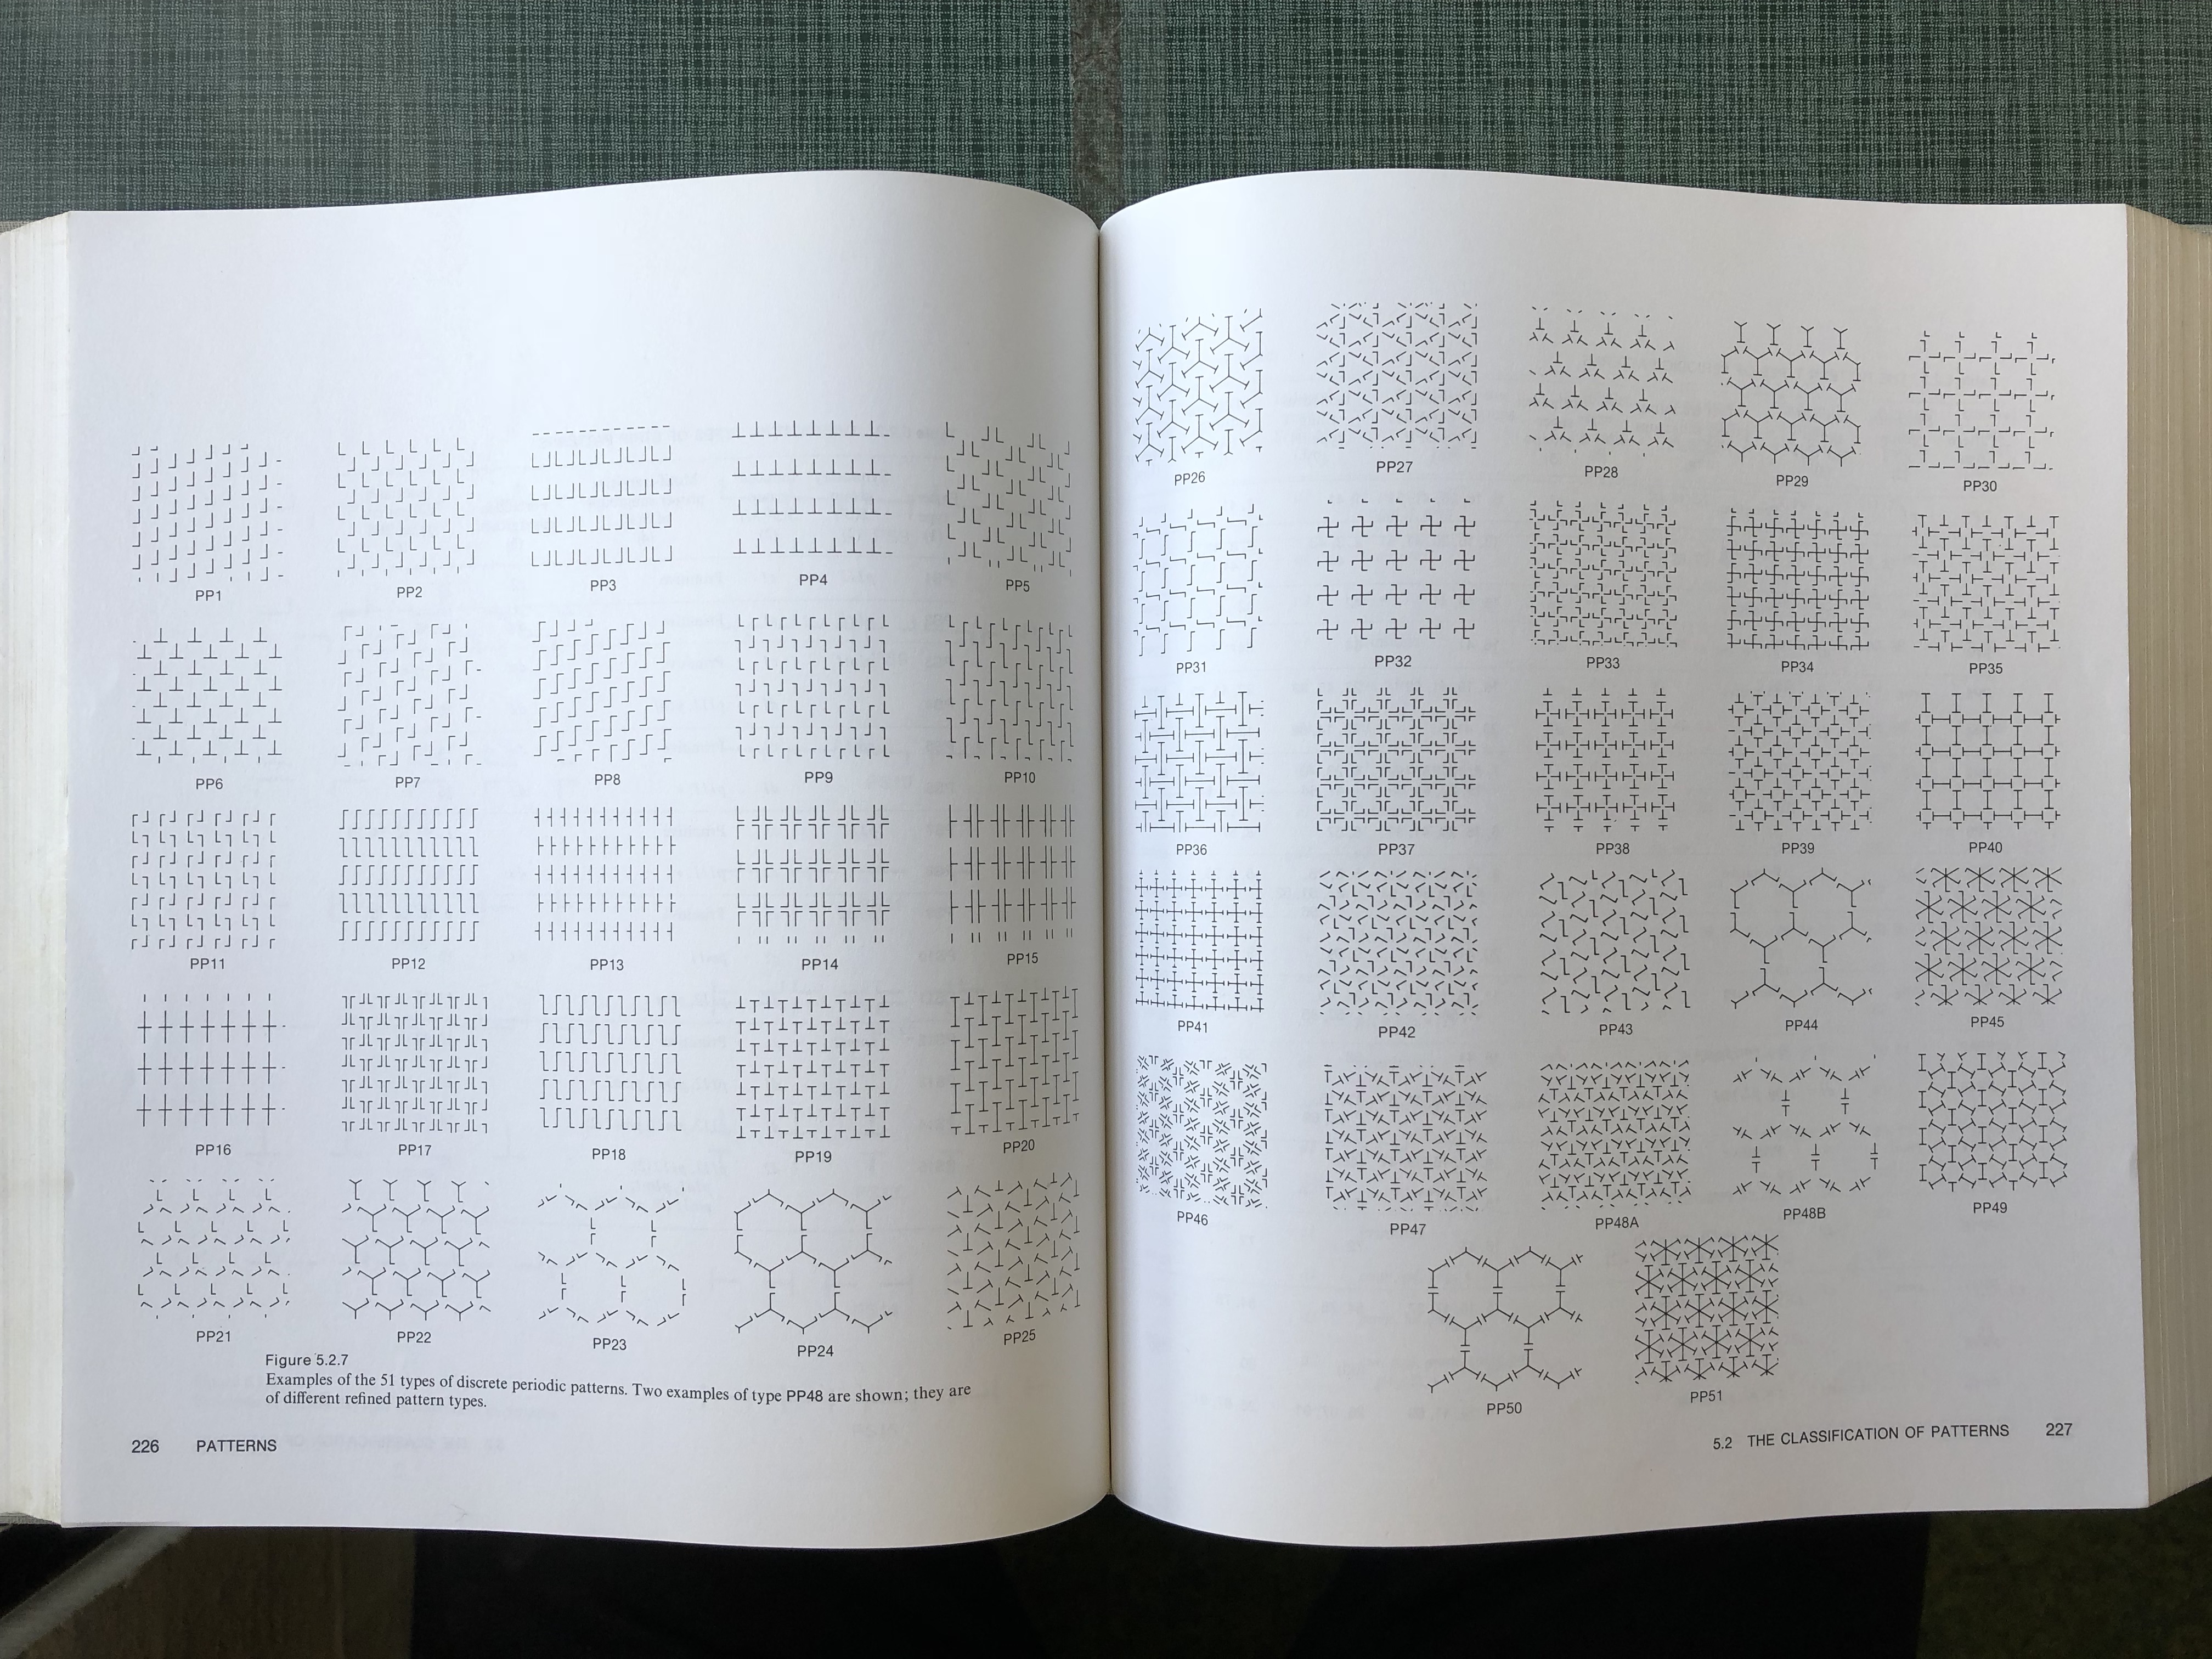 PP1 PP2 PP3 PP4 PP5
PP6 PP7 PP8 PP9 PP10
PP11 PP12 PP13 PP14 PP15
PP16 PP17 PP18 PP19 PP20
PP21 PP22 PP23 PP24 PP25
Figure 5.2.7
Examples of the 51 types of discrete periodic patterns. Two examples of type PP48 are shown; they are
of different refined pattern types.
226 PATTERNS
PP26 PP27 PP28 PP29 PP30
PP31 PP32 PP33 PP34 PP35
PP36 PP37 PP38 PP39 PP40
PP41 PP42 PP43 PP44 PP45
PP46 PP47 PP48A PP48B PP49
PP50 PP51
5.2 THE CLASSIFICATION OF PATTERNS 227